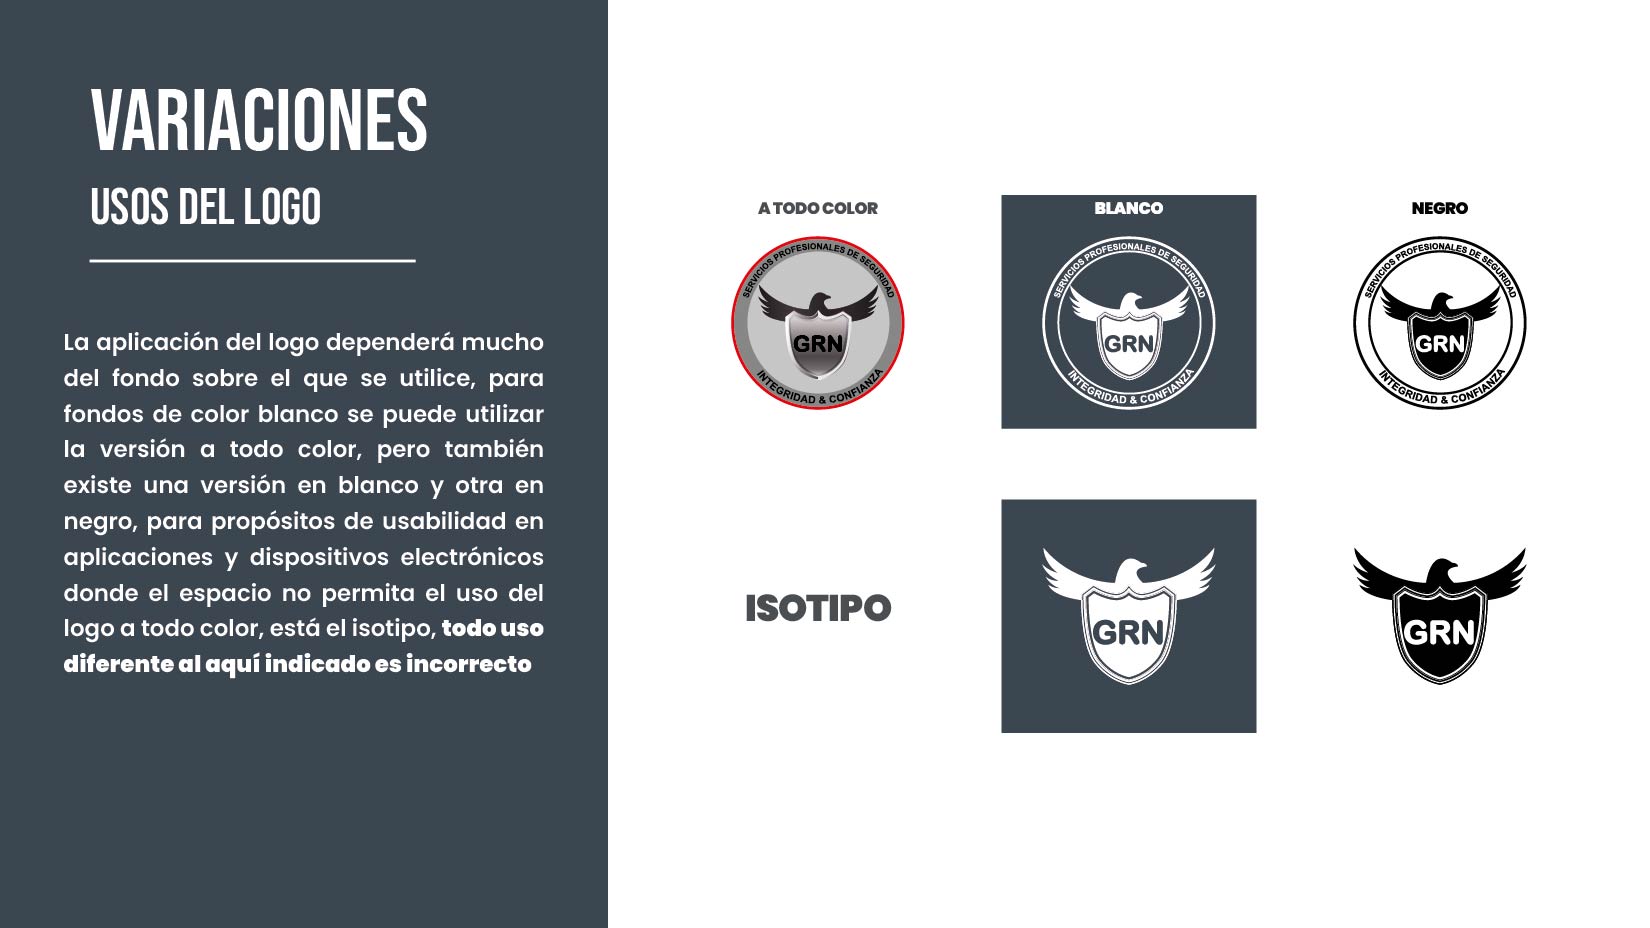 VARIACIONES
USOS DEL LOGO
La aplicación del logo dependerá mucho
del fondo sobre el que se utilice, para
fondos de color blanco se puede utilizar
la versión a todo color, pero también
existe una versión en blanco y otra en
negro, para propósitos de usabilidad en
aplicaciones y dispositivos electrónicos
donde el espacio no permita el uso del
logo a todo color, está el isotipo, todo uso
diferente al aquí indicado es incorrecto
A TODO COLOR
SERVICIOS PROFESIONALES DE SEGURIDAD
GRN
INTEGRIDAD & CONFIANZA
BLANCO
SERVICIOS PROFESIONALES DE SEGURIDAD
GRN
INTEGRIDAD & CONFIANZA
NEGRO
SERVICIOS PROFESIONALES DE SEGURIDAD
GRN
INTEGRIDAD & CONFIANZA
ISOTIPO
GRN
GRN